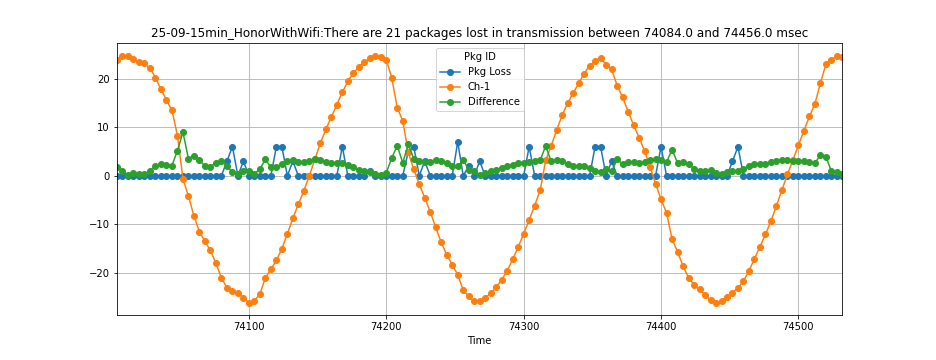 25-09-15min_HonorWithWifi:There are 21 packages lost in transmission between 74084.0 and 74456.0 msec
Pkg ID
Pkg Loss
Ch-1
Difference
20
10
0
−10
−20
74100 74200 74300 74400 74500
Time